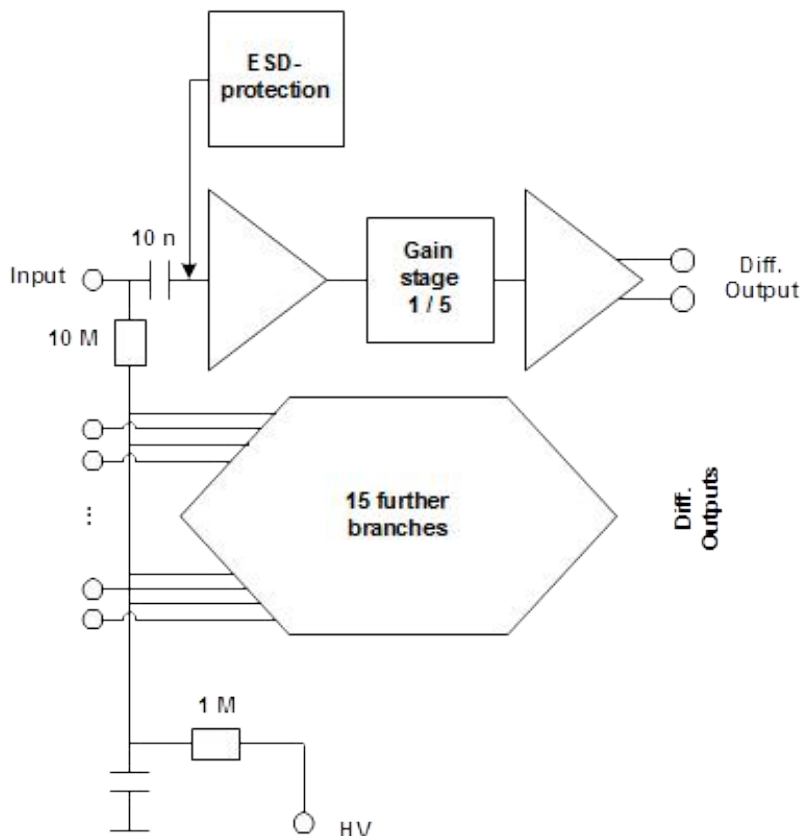 ESD-
protection
10 n
Input
Gain
stage
1 / 5
Diff.
Output
10 M
15 further
branches
...
Diff.
Outputs
1 M
HV